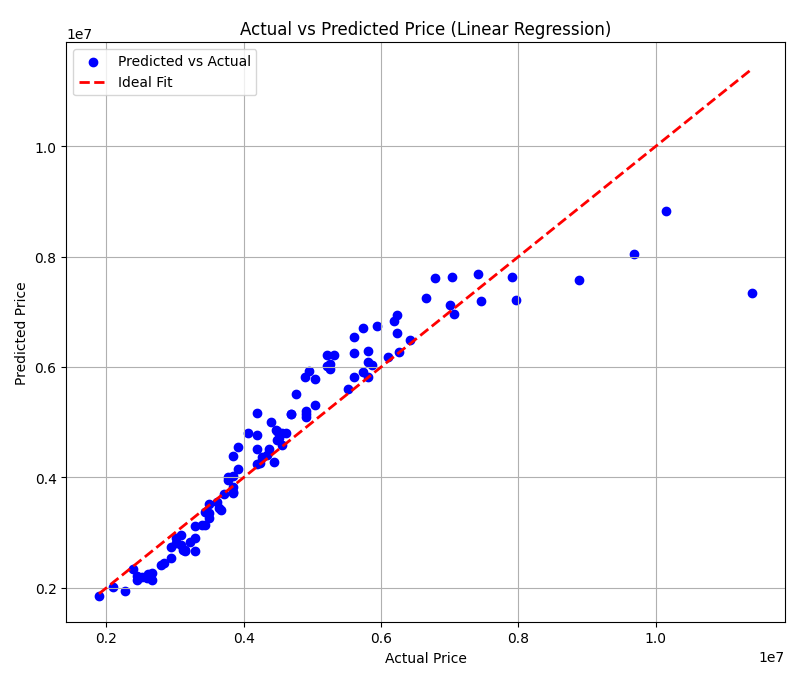 Actual vs Predicted Price (Linear Regression)
1e7
Predicted vs Actual
Ideal Fit
1.0
0.8
0.6
0.4
0.2
Predicted Price
0.2 0.4 0.6 0.8 1.0
1e7
Actual Price